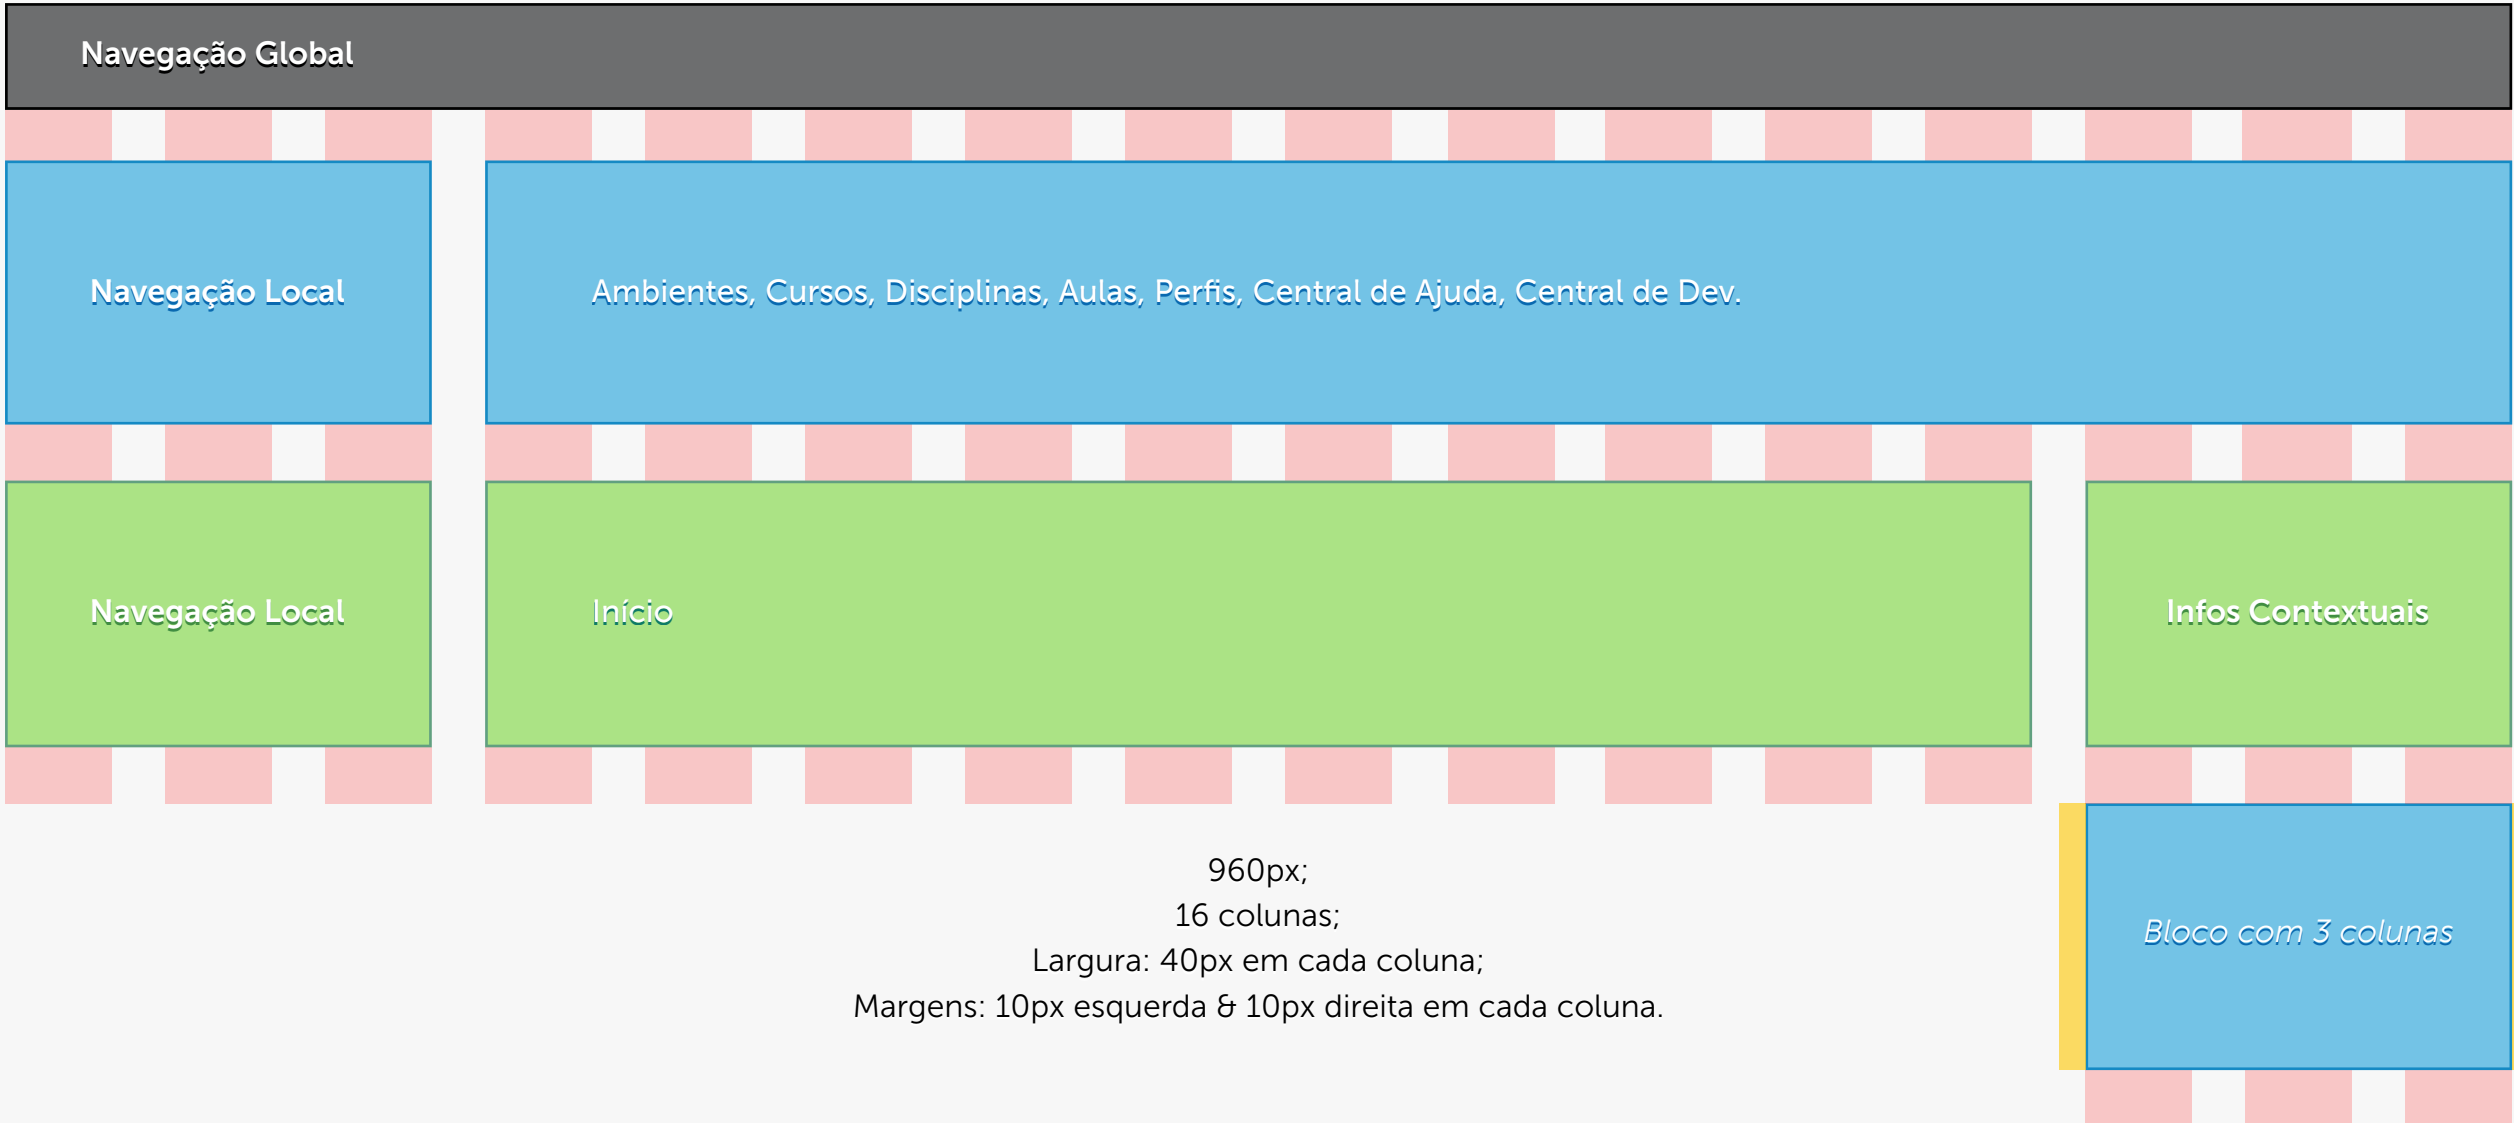 Navegação Global
Navegação Local
Ambientes, Cursos, Disciplinas, Aulas, Perfis, Central de Ajuda, Central de Dev.
Navegação Local
Início
Infos Contextuais
960px;
16 colunas;
Largura: 40px em cada coluna;
Margens: 10px esquerda & 10px direita em cada coluna.
Bloco com 3 colunas